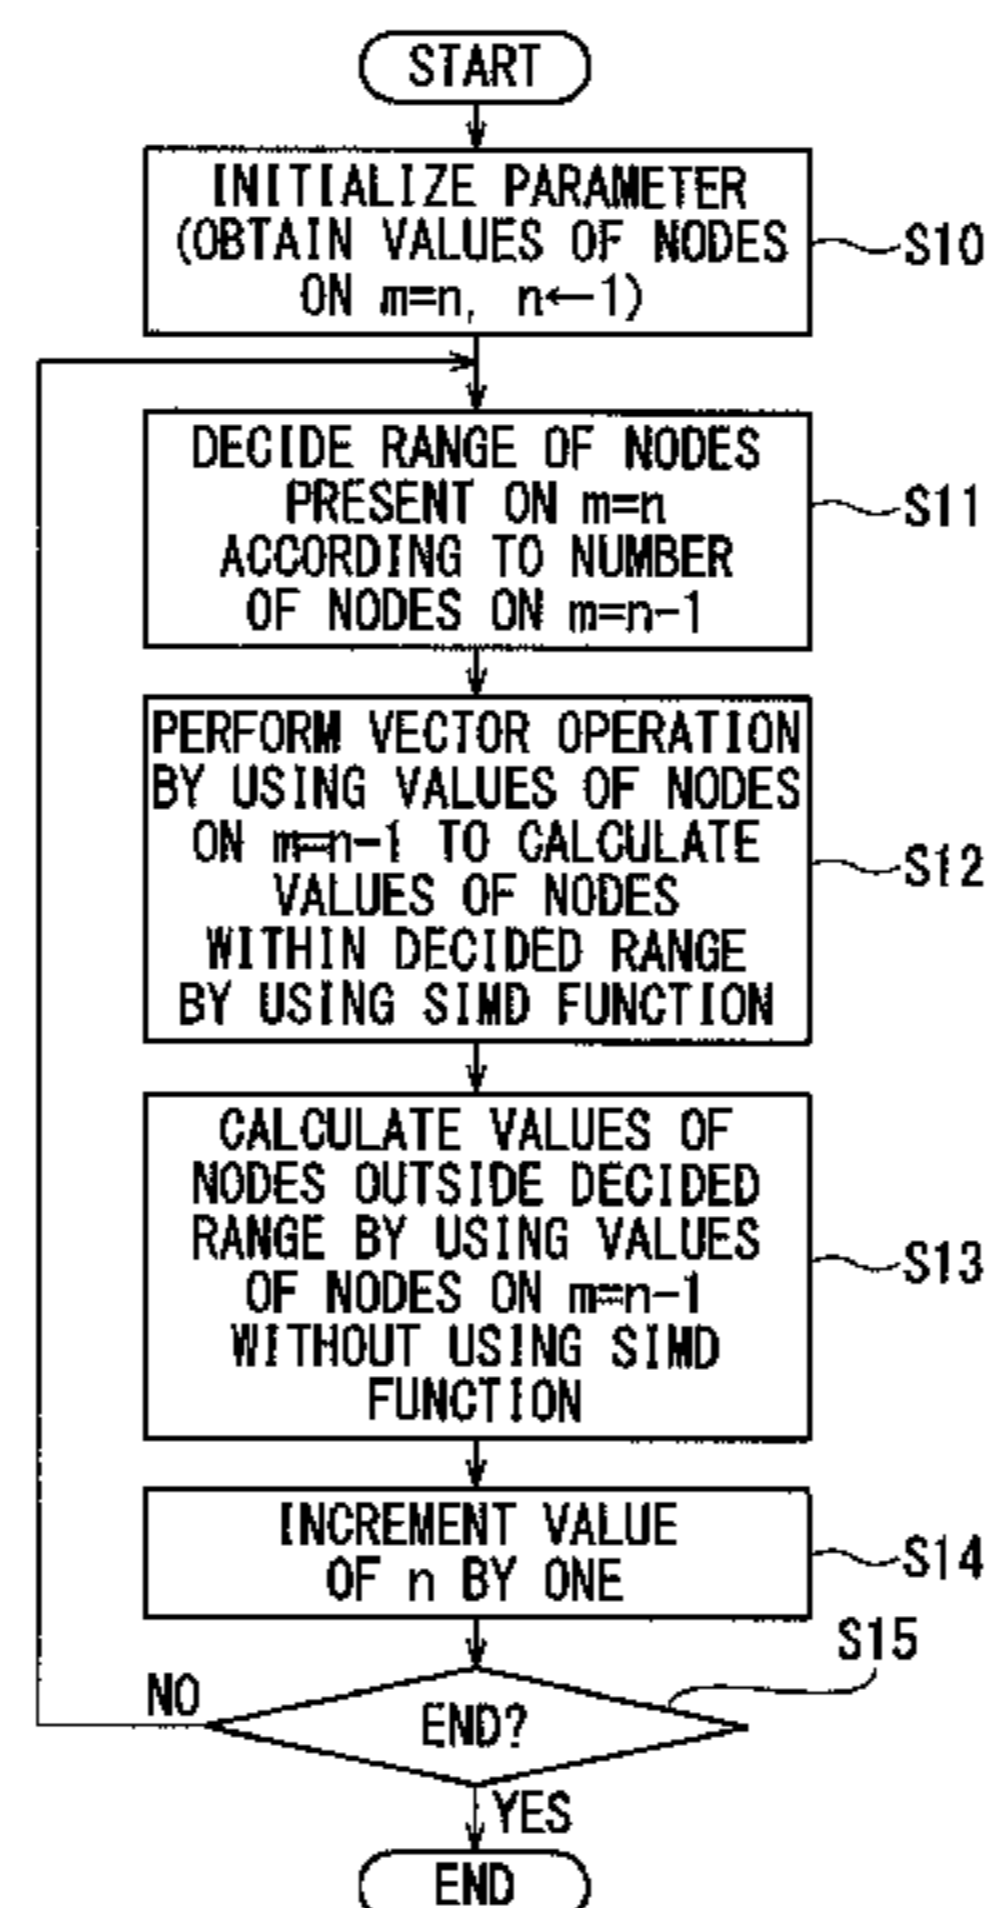 START
INITIALIZE PARAMETER
(OBTAIN VALUES OF NODES
ON m=n, n←1)
S10
DECIDE RANGE OF NODES
PRESENT ON m=n
ACCORDING TO NUMBER
OF NODES ON m=n-1
S11
PERFORM VECTOR OPERATION
BY USING VALUES OF NODES
ON m=n-1 TO CALCULATE
VALUES OF NODES
WITHIN DECIDED RANGE
BY USING SIMD FUNCTION
S12
CALCULATE VALUES OF
NODES OUTSIDE DECIDED
RANGE BY USING VALUES
OF NODES ON m=n-1
WITHOUT USING SIMD
FUNCTION
S13
INCREMENT VALUE
OF n BY ONE
S14
S15
NO
END?
YES
END